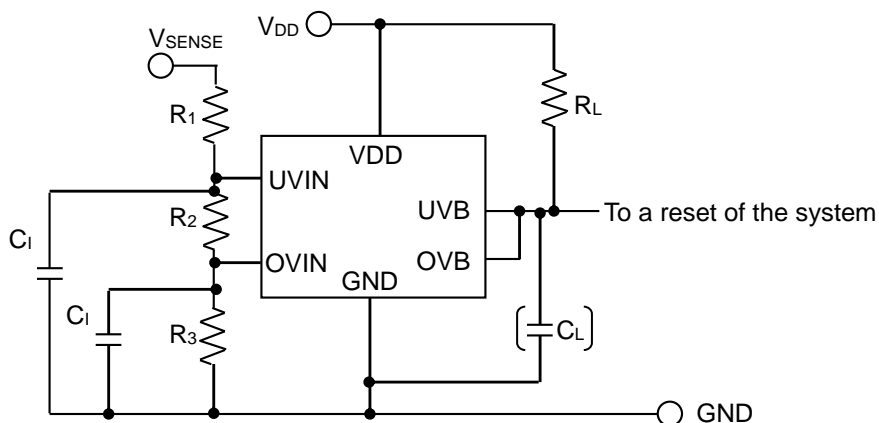 VDD
VSENSE
R1
RL
VDD
UVIN
R2
UVB
To a reset of the system
CI
OVIN
OVB
GND
CI
R3
CL
GND